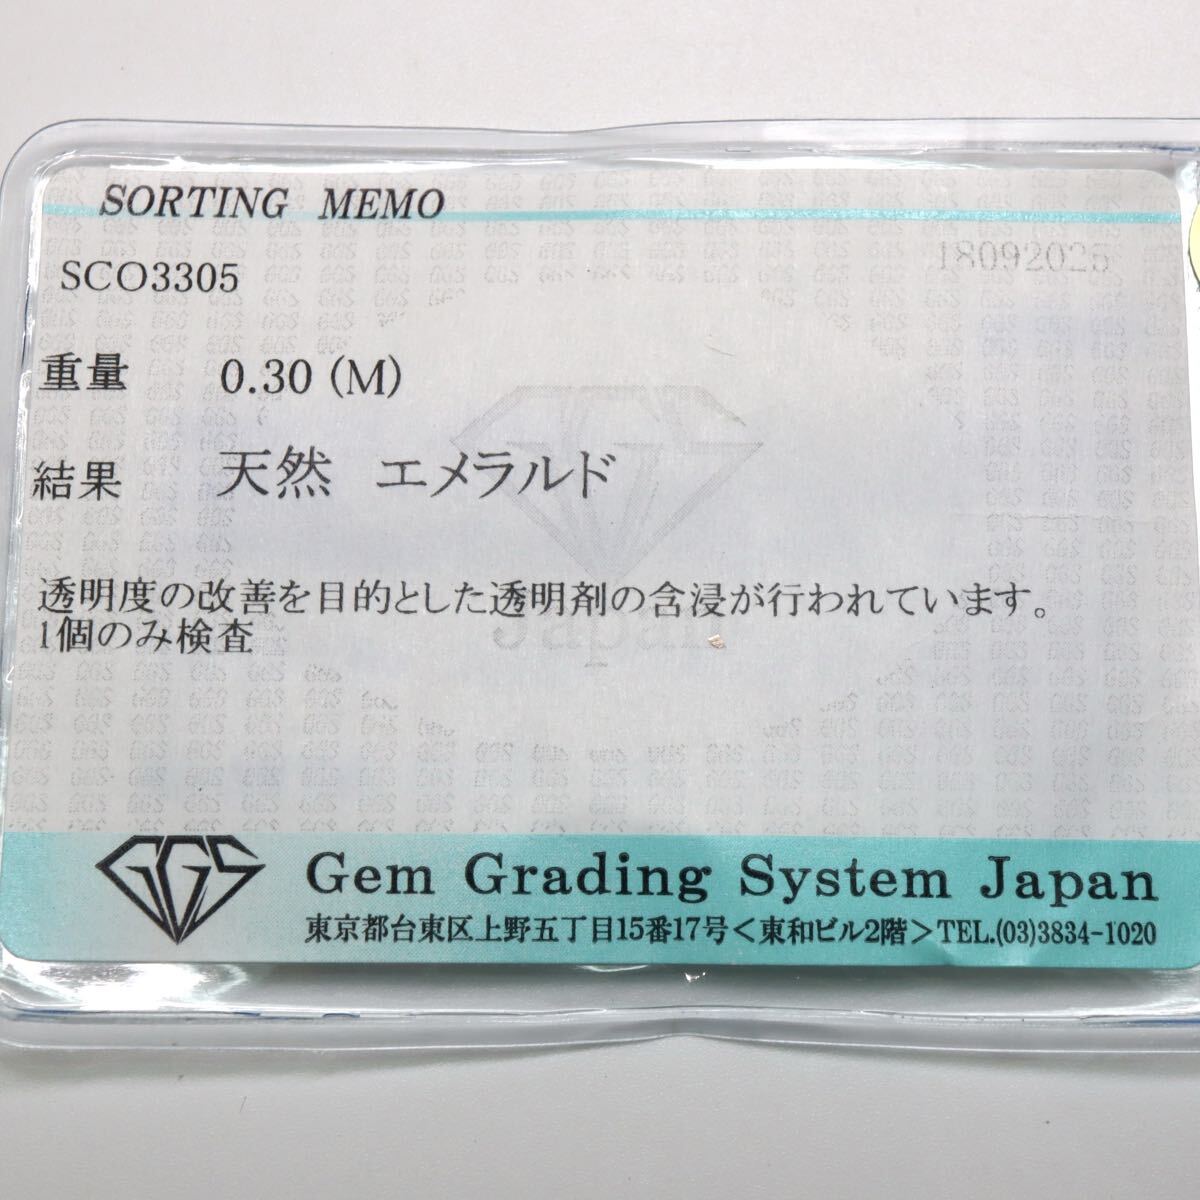 SORTING MEMO
SCO3305
18092026
重量 0.30 (M)
結果 天然 エメラルド
透明度の改善を目的とした透明剤の含浸が行われています。
1個のみ検査
Japan
GGS
Gem Grading System Japan
東京都台東区上野五丁目15番17号<東和ビル2階>TEL.(03)3834-1020